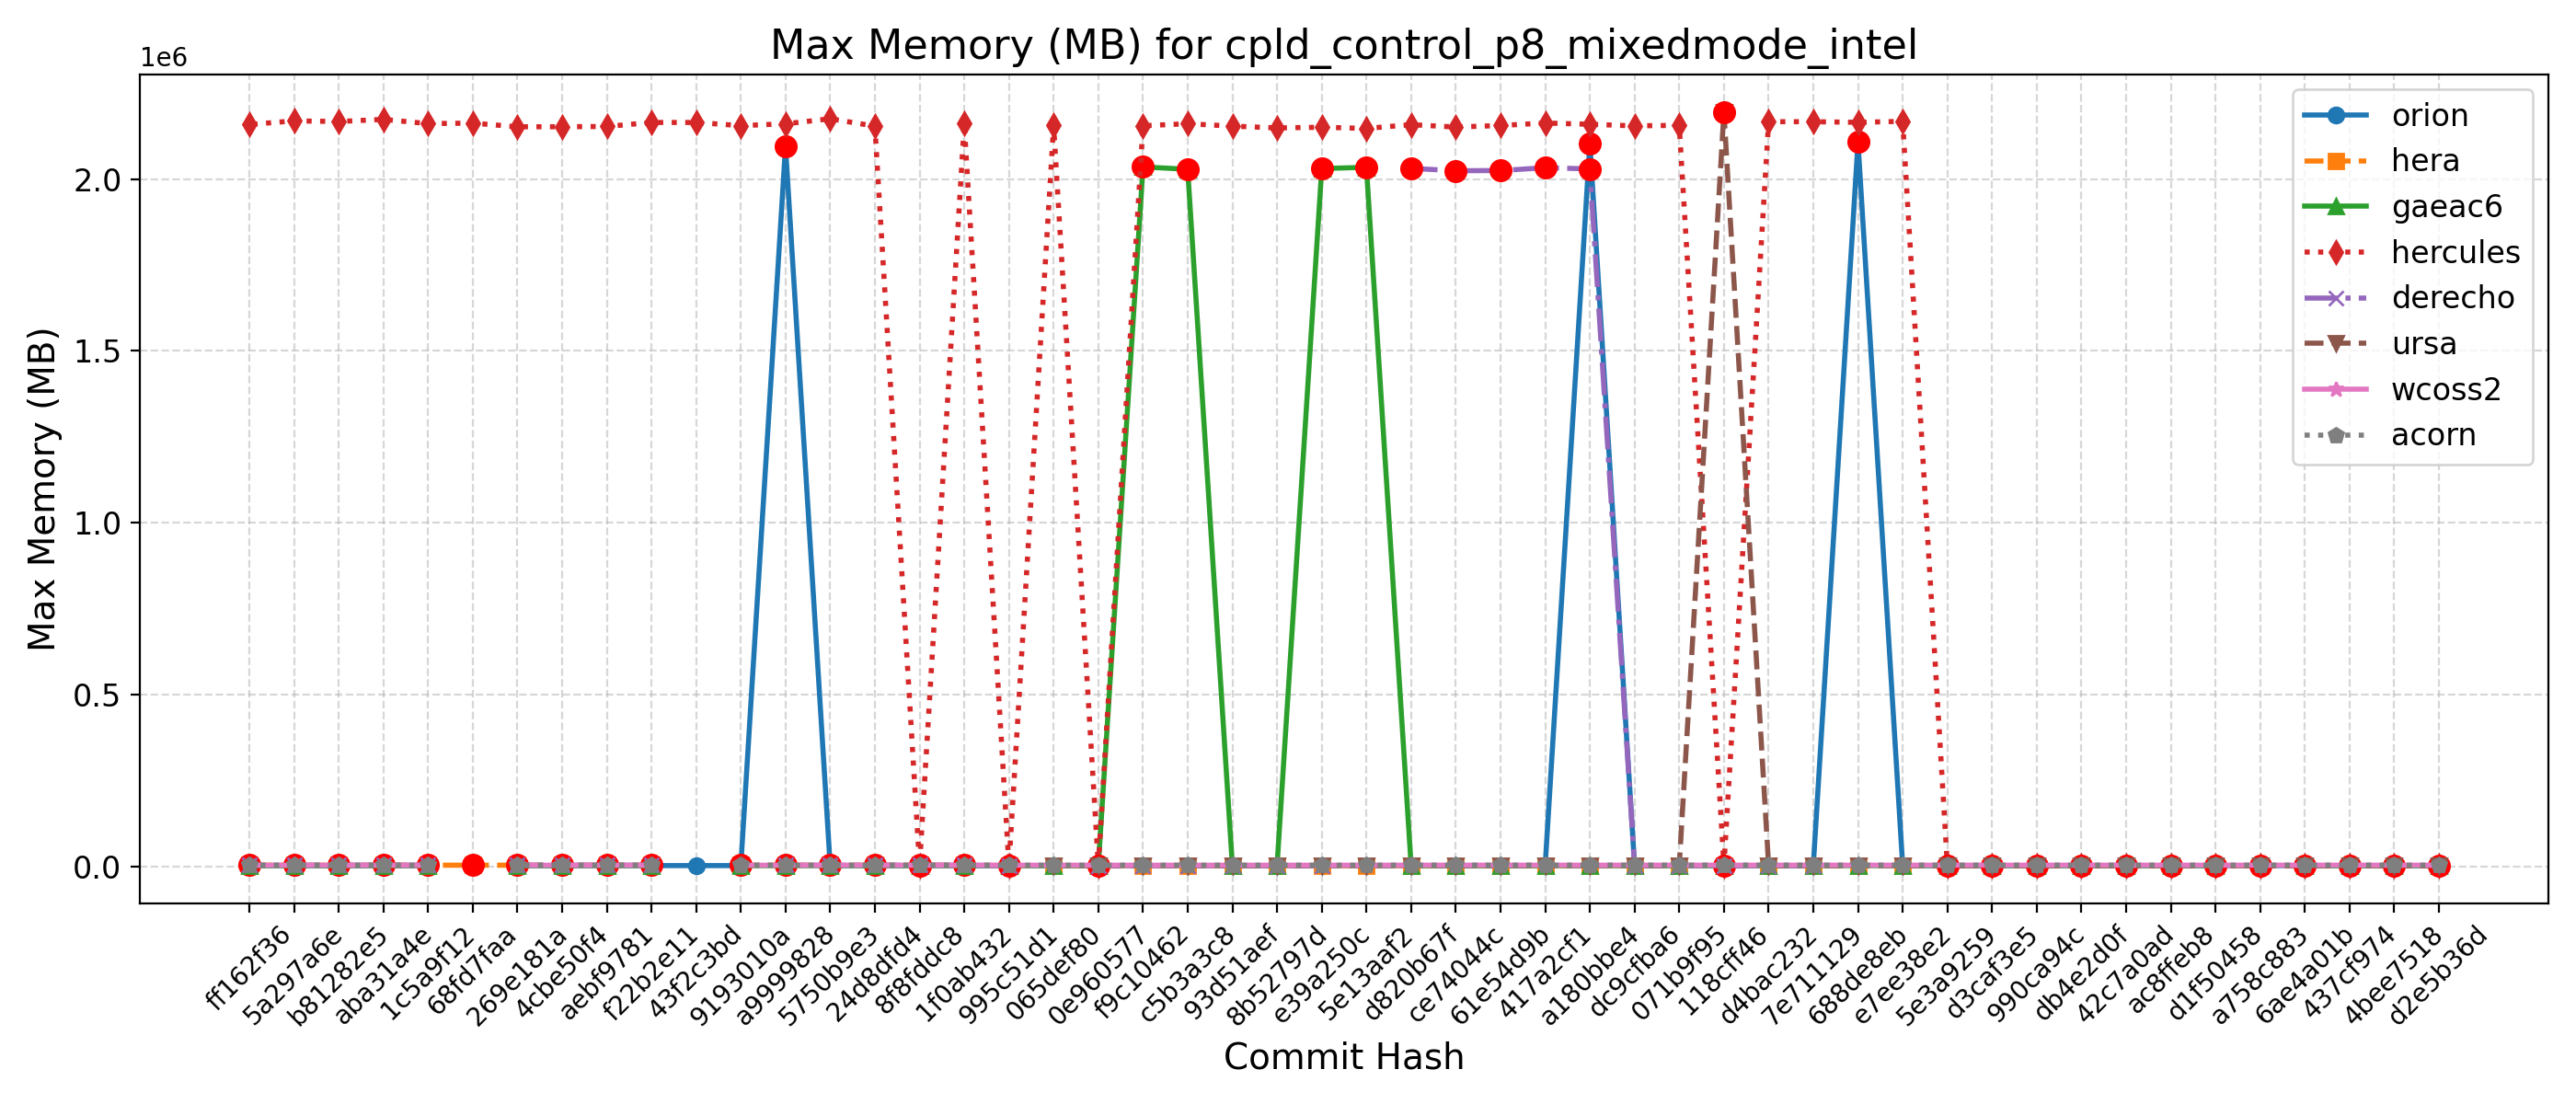 Max Memory (MB) for cpld_control_p8_mixedmode_intel
1e6
Max Memory (MB)
2.0
1.5
1.0
0.5
0.0
orion
hera
gaeac6
hercules
derecho
ursa
wcoss2
acorn
ff162f36
5a297a6e
b81282e5
aba31a4e
1c5a9f12
68fd7faa
269e181a
4cbe50f4
aebf9781
f22b2e11
43f2c3bd
9193010a
a9999828
5750b9e3
24d8dfd4
8f8fddc8
1f0ab432
995c51d1
065def80
0e960577
f9c10462
c5b3a3c8
93d51aef
8b52797d
e39a250c
5e13aaf2
d820b67f
ce74044c
61e54d9b
417a2cf1
a180bbe4
dc9cfba6
071b9f95
118cff46
d4bac232
7e711129
688de8eb
e7ee38e2
5e3a9259
d3caf3e5
990ca94c
db4e2d0f
42c7a0ad
ac8ffeb8
d1f50458
a758c883
6ae4a01b
437cf974
4bee7518
d2e5b36d
Commit Hash